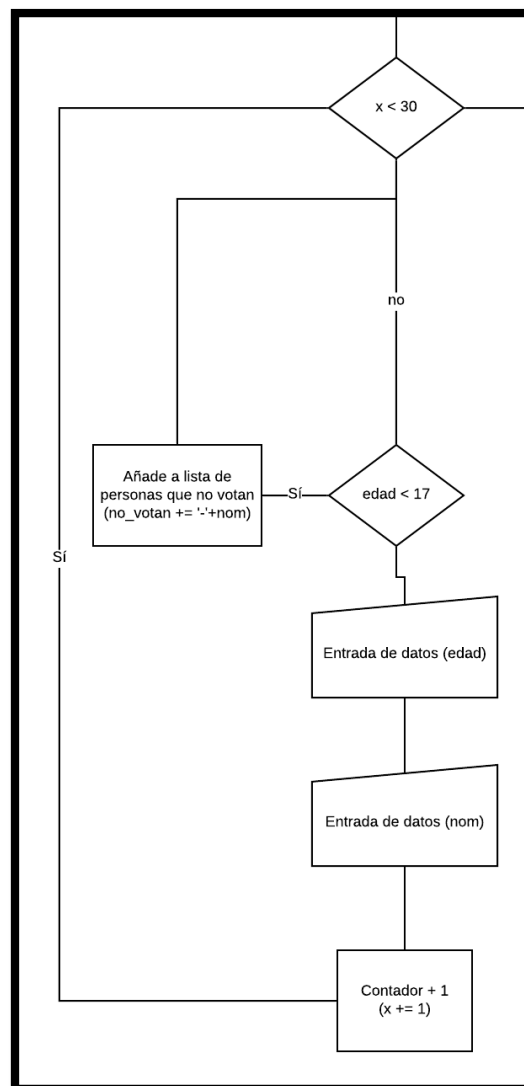 x < 30
no
Añade a lista de
personas que no votan
(no_votan += '-'+nom)
Sí
edad < 17
Sí
Entrada de datos (edad)
Entrada de datos (nom)
Contador + 1
(x += 1)